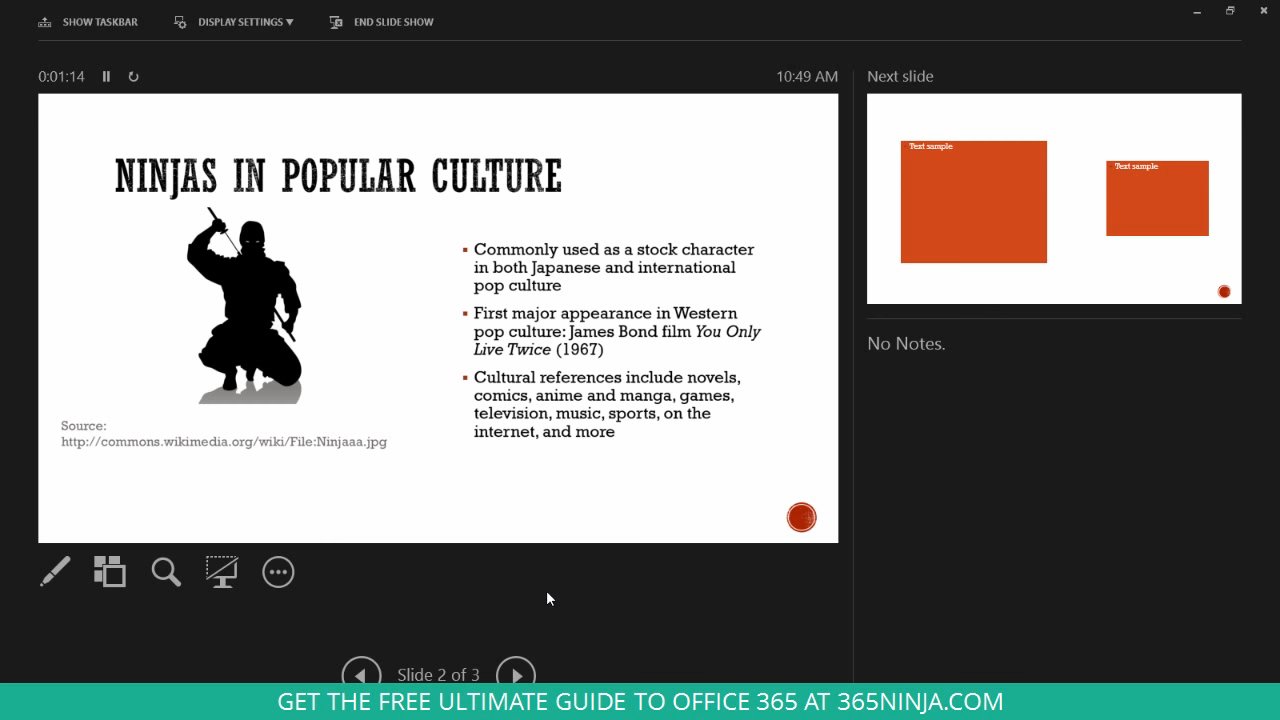 SHOW TASKBAR
DISPLAY SETTINGS ▼
END SLIDE SHOW
0:01:14
10:49 AM
NINJAS IN POPULAR CULTURE
▪ Commonly used as a stock character
in both Japanese and international
pop culture
▪ First major appearance in Western
pop culture: James Bond film You Only
Live Twice (1967)
▪ Cultural references include novels,
comics, anime and manga, games,
television, music, sports, on the
internet, and more
Source:
http://commons.wikimedia.org/wiki/File:Ninjaaa.jpg
Next slide
Text sample
Text sample
No Notes.
Slide 2 of 3
GET THE FREE ULTIMATE GUIDE TO OFFICE 365 AT 365NINJA.COM